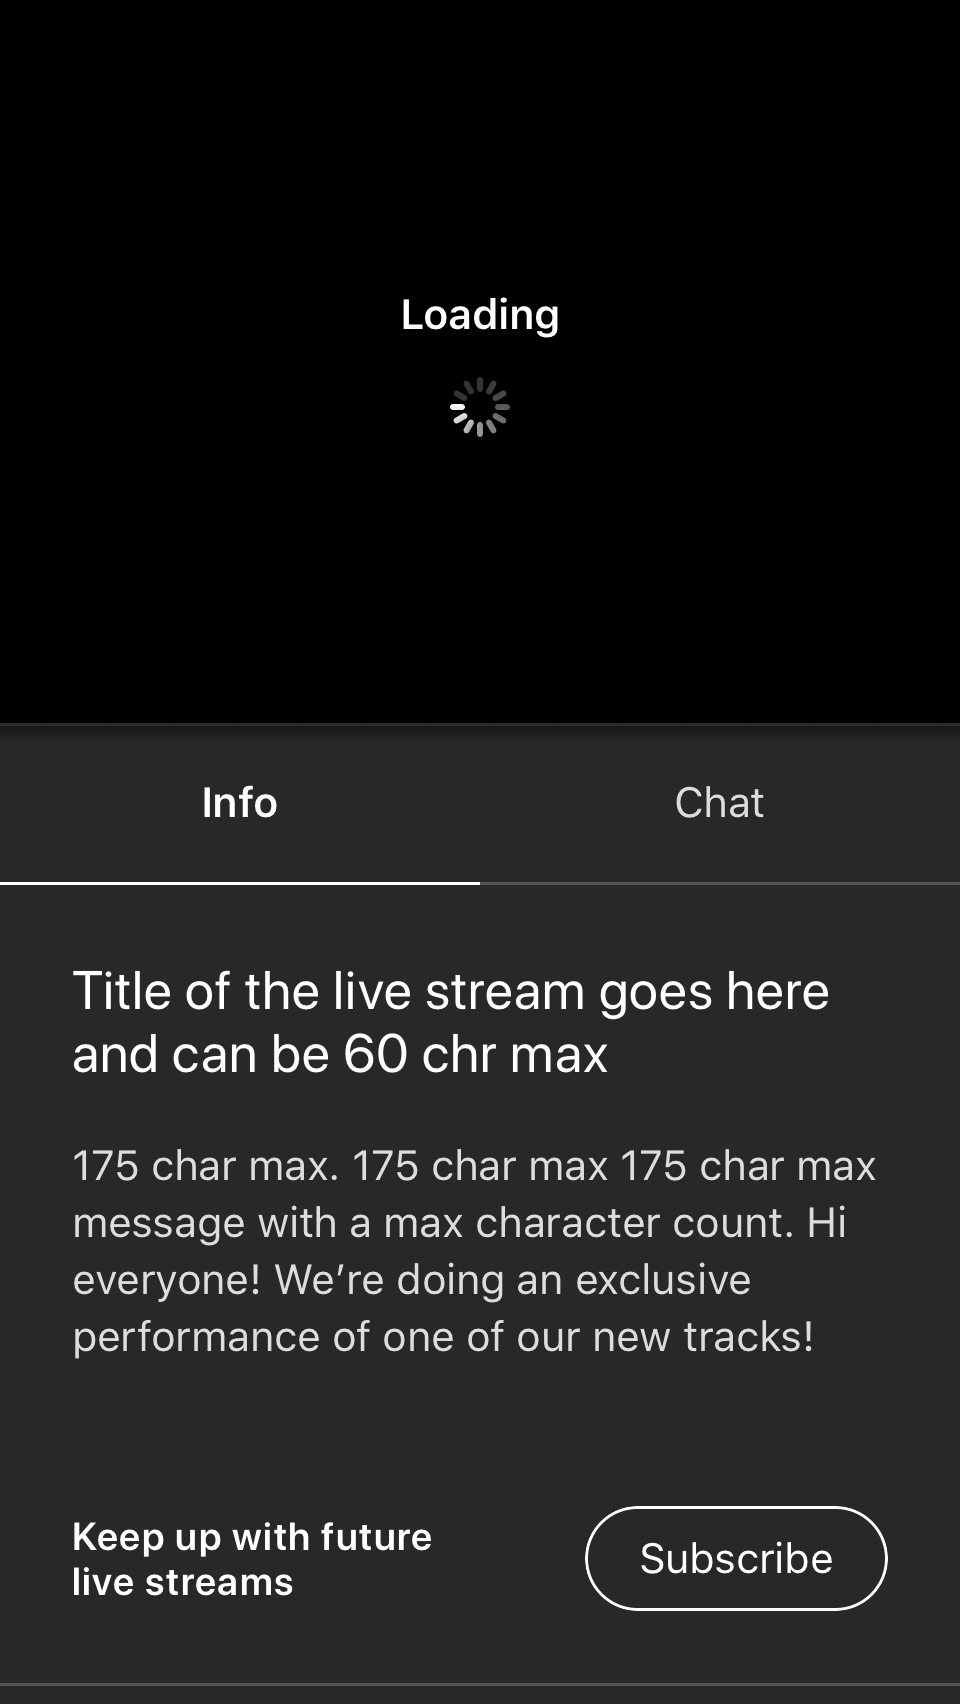 Loading
Info
Chat
Title of the live stream goes here
and can be 60 chr max
175 char max. 175 char max 175 char max
message with a max character count. Hi
everyone! We’re doing an exclusive
performance of one of our new tracks!
Keep up with future
live streams
Subscribe